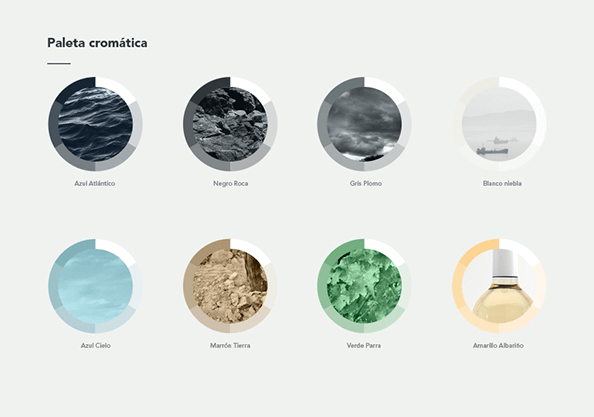 Paleta cromática
Azul Atlántico
Negro Roca
Gris Plomo
Blanco niebla
Azul Cielo
Marrón Tierra
Verde Parra
Amarillo Albariño